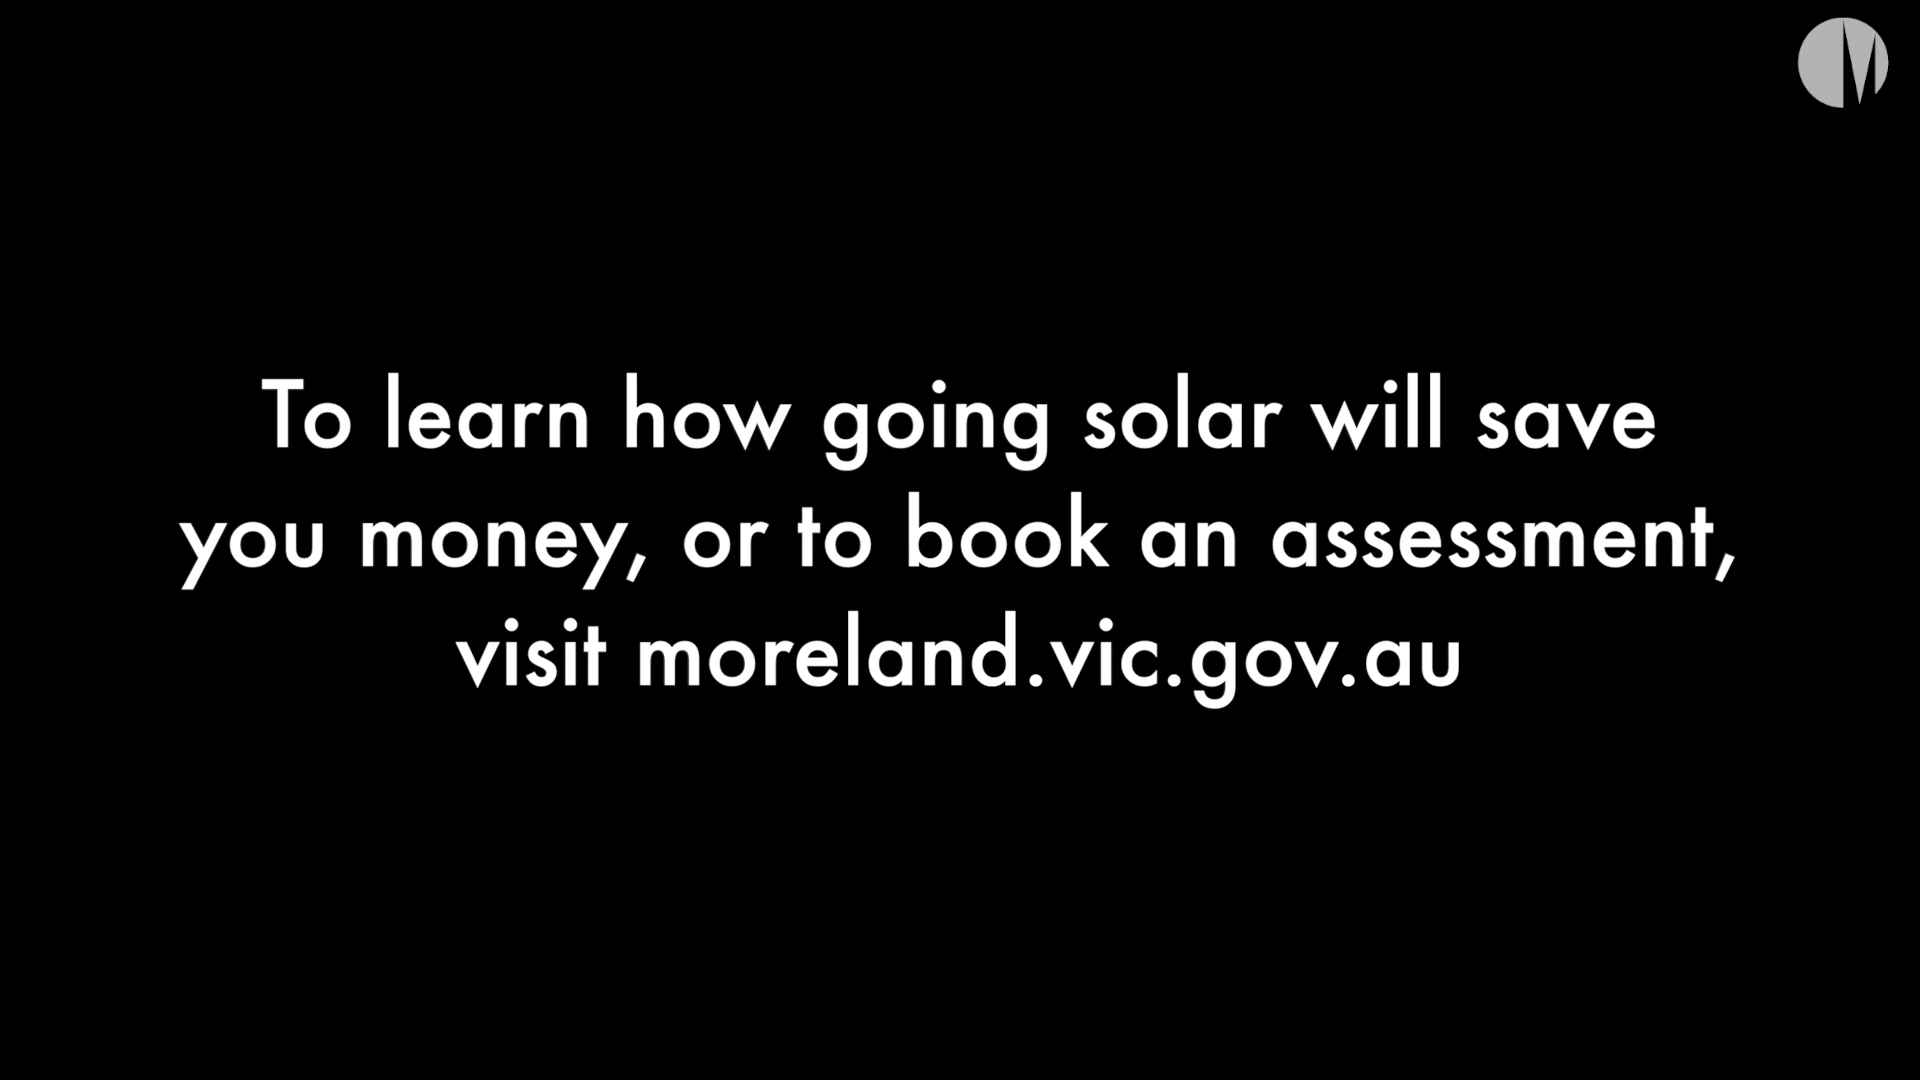 To learn how going solar will save
you money, or to book an assessment,
visit moreland.vic.gov.au